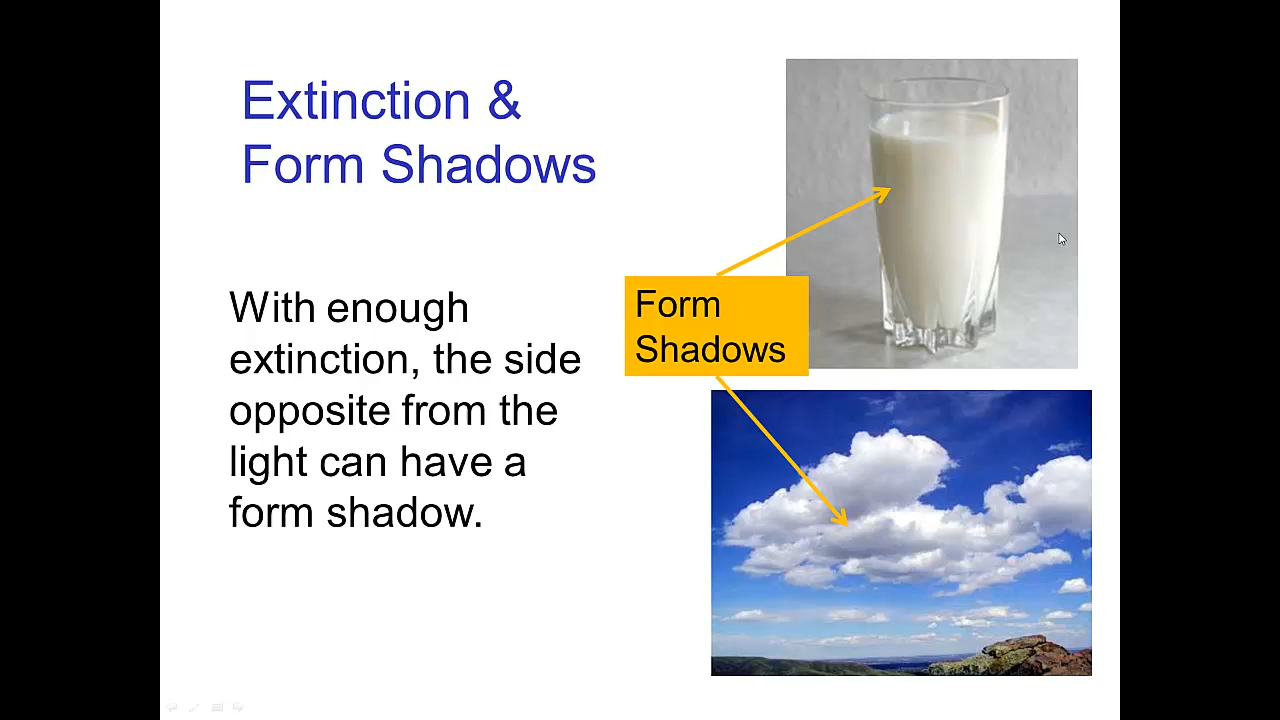 Extinction &
Form Shadows
With enough
extinction, the side
opposite from the
light can have a
form shadow.
Form
Shadows